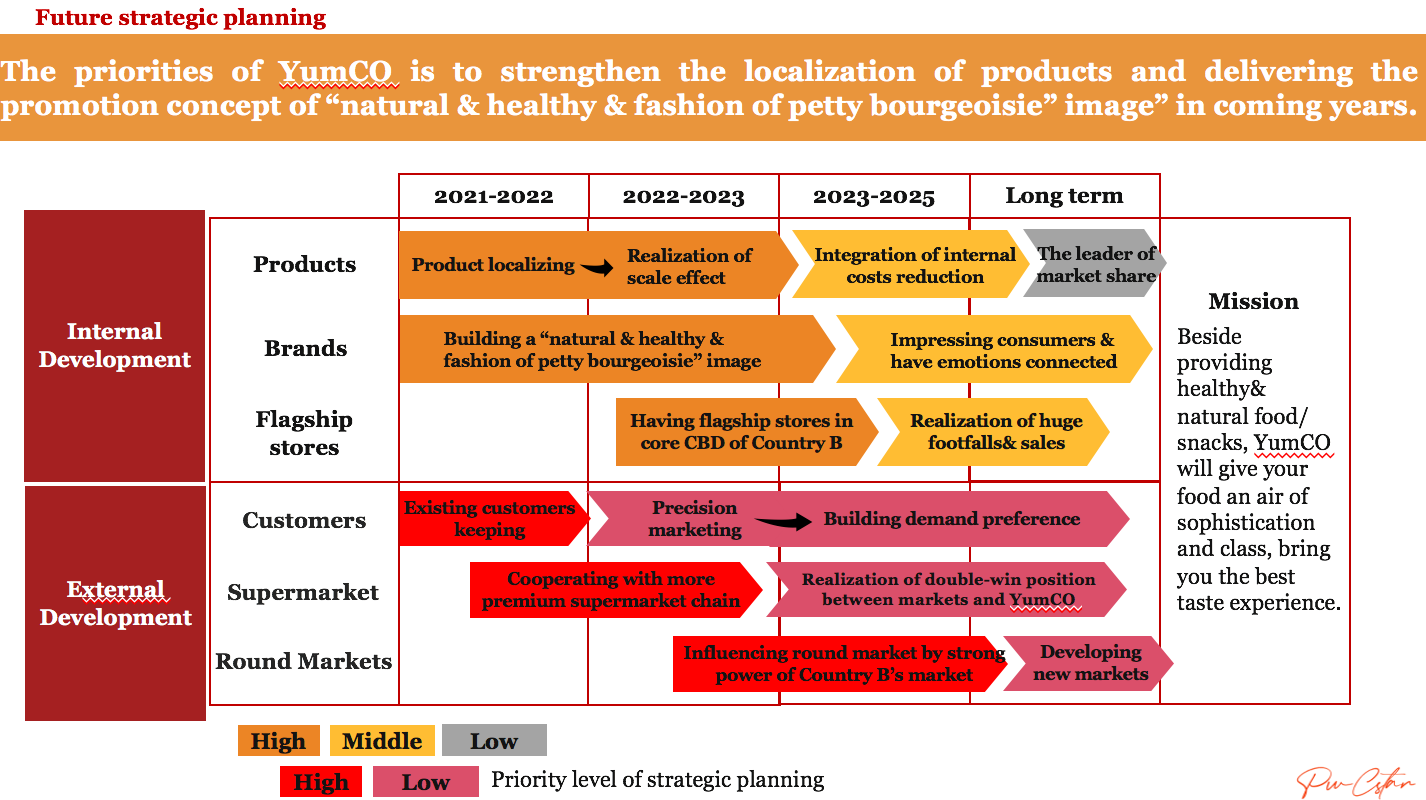 Future strategic planning
The priorities of YumCO is to strengthen the localization of products and delivering the
promotion concept of “natural & healthy & fashion of petty bourgeoisie” image” in coming years.
2021-2022
2022-2023
2023-2025
Long term
Internal
Development
Products
Product localizing
Realization of
scale effect
Integration of internal
costs reduction
The leader of
market share
Brands
Building a “natural & healthy &
fashion of petty bourgeoisie” image
Impressing consumers &
have emotions connected
Flagship
stores
Having flagship stores in
core CBD of Country B
Realization of huge
footfalls& sales
External
Development
Customers
Existing customers
keeping
Precision
marketing
Building demand preference
Supermarket
Cooperating with more
premium supermarket chain
Realization of double-win position
between markets and YumCO
Round Markets
Influencing round market by strong
power of Country B’s market
Developing
new markets
Mission
Beside
providing
healthy&
natural food/
snacks, YumCO
will give your
food an air of
sophistication
and class, bring
you the best
taste experience.
High
Middle
Low
High
Low
Priority level of strategic planning